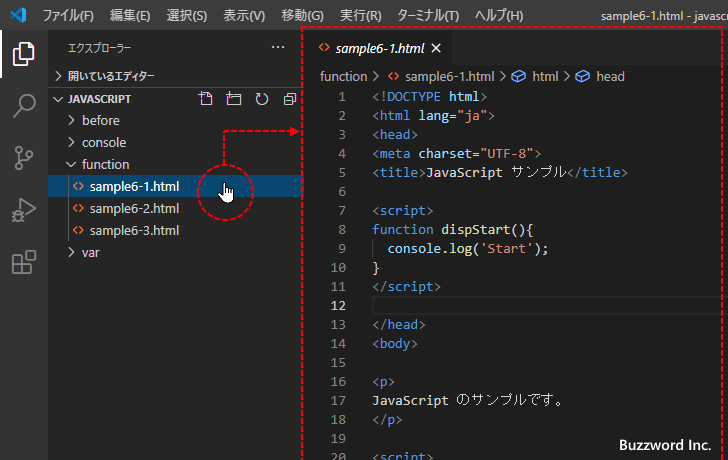 ファイル(F) 編集(E) 選択(S) 表示(V) 移動(G) 実行(R) ターミナル(T) ヘルプ(H) sample6-1.html - javasc
エクスプローラー ···
開いているエディター
JAVASCRIPT
before
console
function
sample6-1.html
sample6-2.html
sample6-3.html
var
sample6-1.html
function > sample6-1.html > html > head
1 <!DOCTYPE html>
2 <html lang="ja">
3 <head>
4 <meta charset="UTF-8">
5 <title>JavaScript サンプル</title>
6
7 <script>
8 function dispStart(){
9 console.log('Start');
10 }
11 </script>
12
13 </head>
14 <body>
15
16 <p>
17 JavaScript のサンプルです。
18 </p>
19
20 <script>
Buzzword Inc.